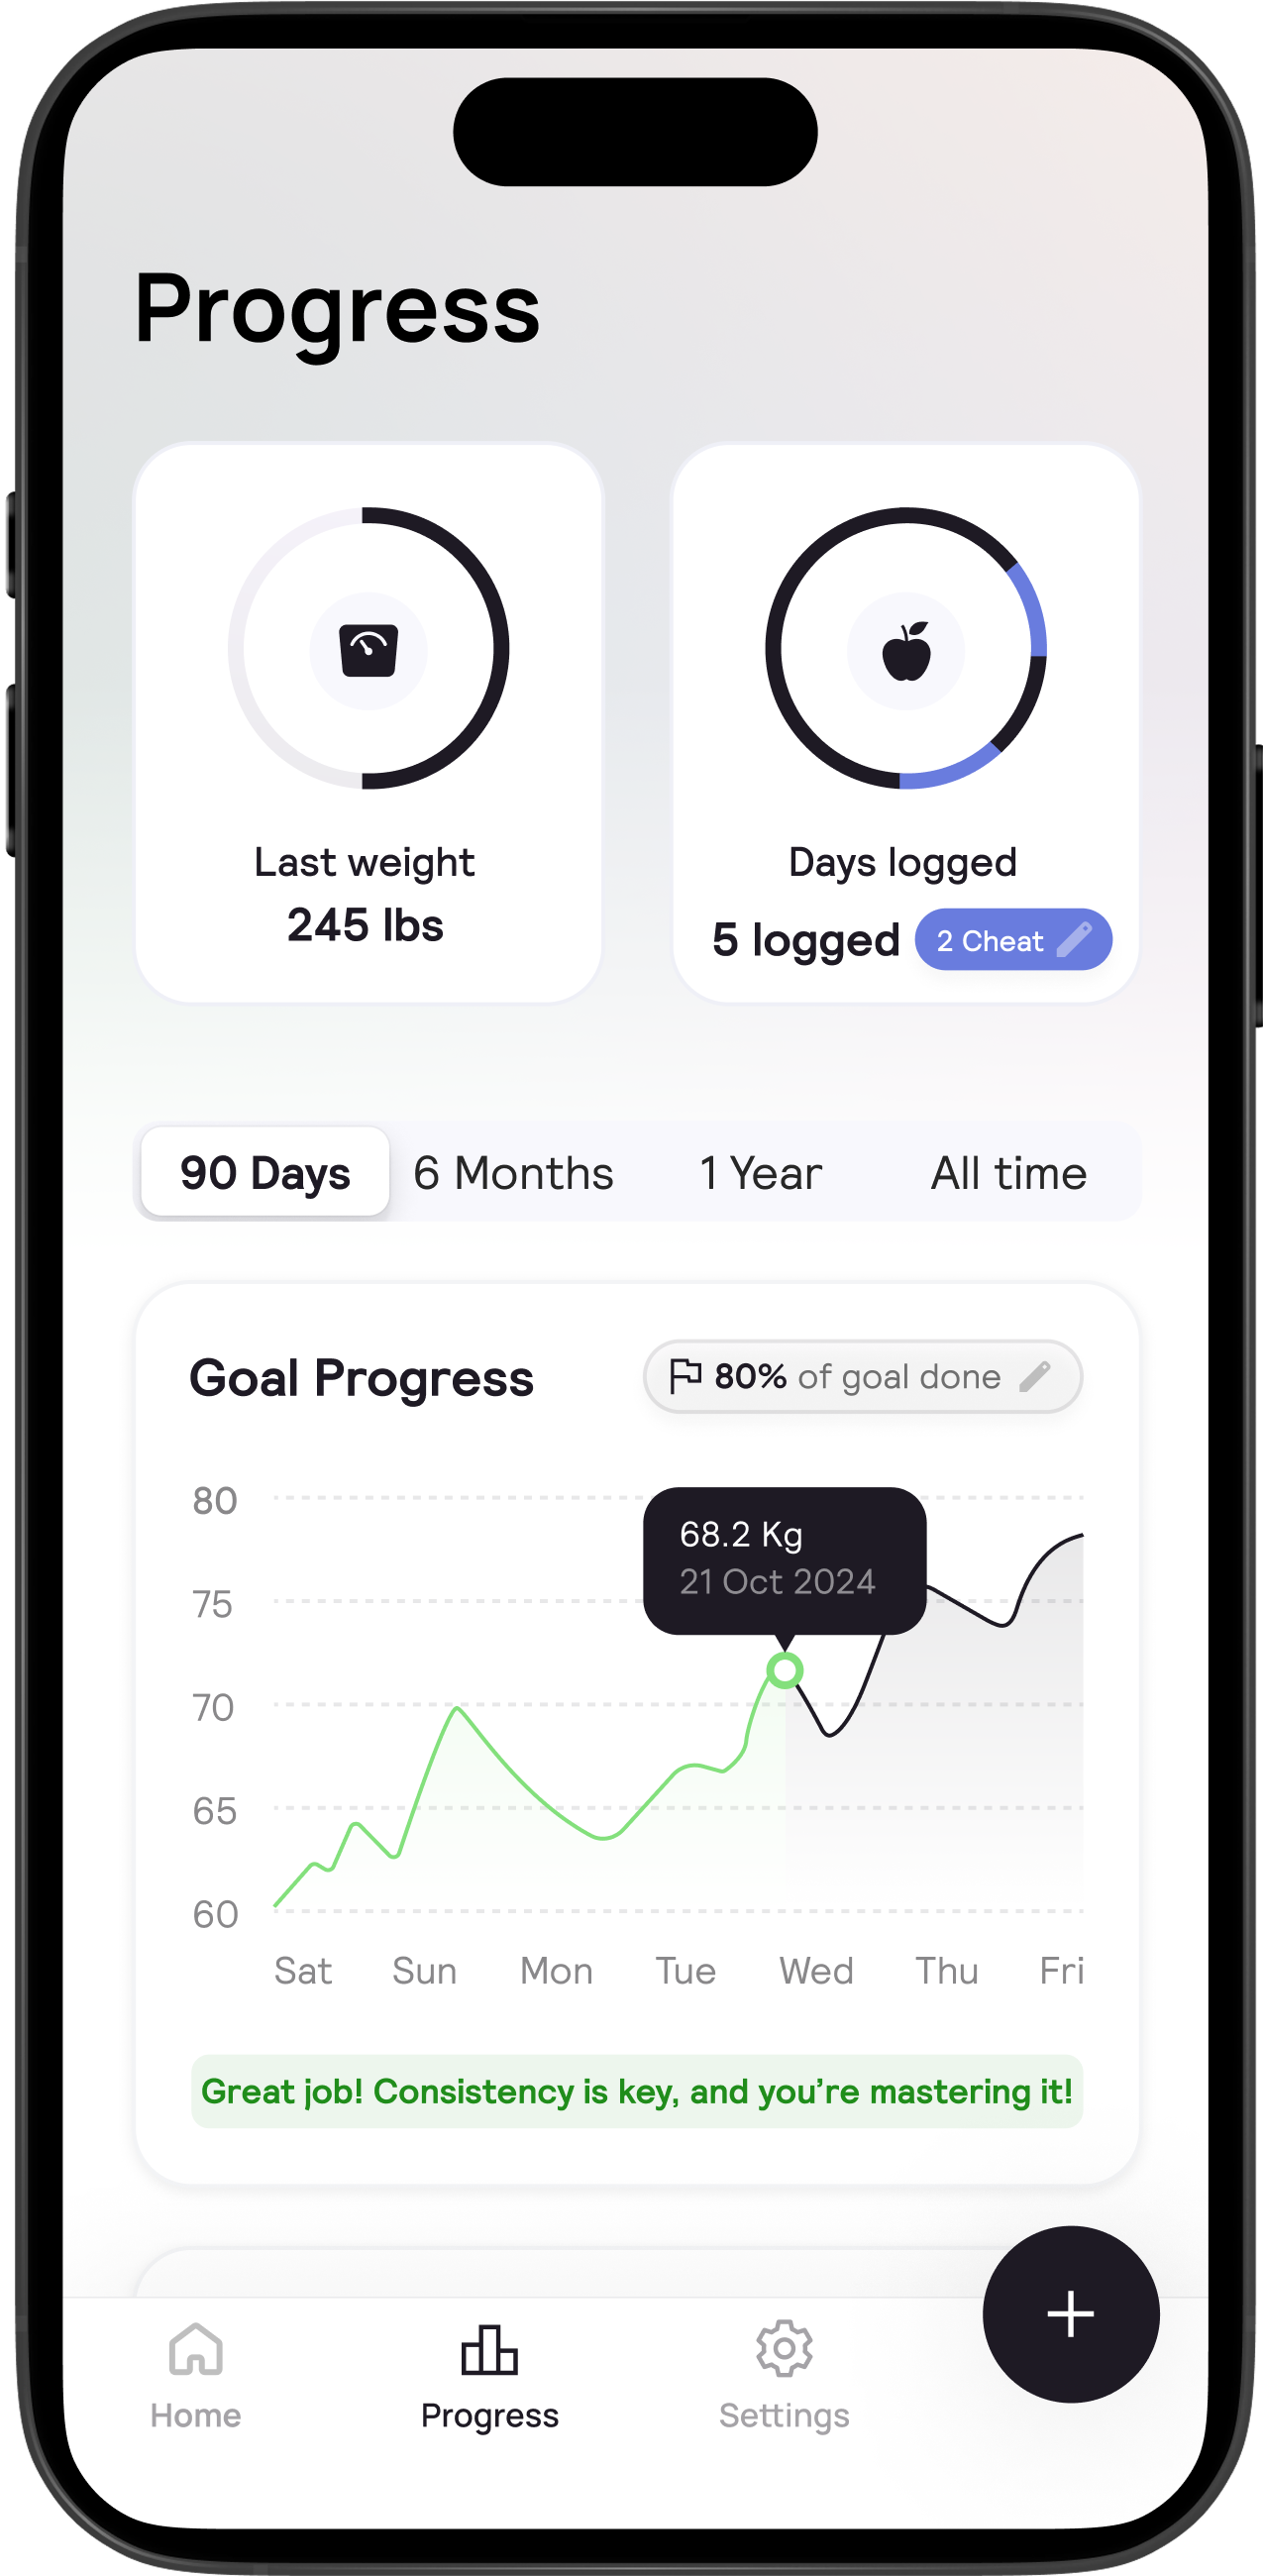 Progress
Last weight
245 lbs
Days logged
5 logged
2 Cheat
90 Days
6 Months
1 Year
All time
Goal Progress
80% of goal done
80
75
70
65
60
68.2 Kg
21 Oct 2024
Sat
Sun
Mon
Tue
Wed
Thu
Fri
Great job! Consistency is key, and you’re mastering it!
Home
Progress
Settings